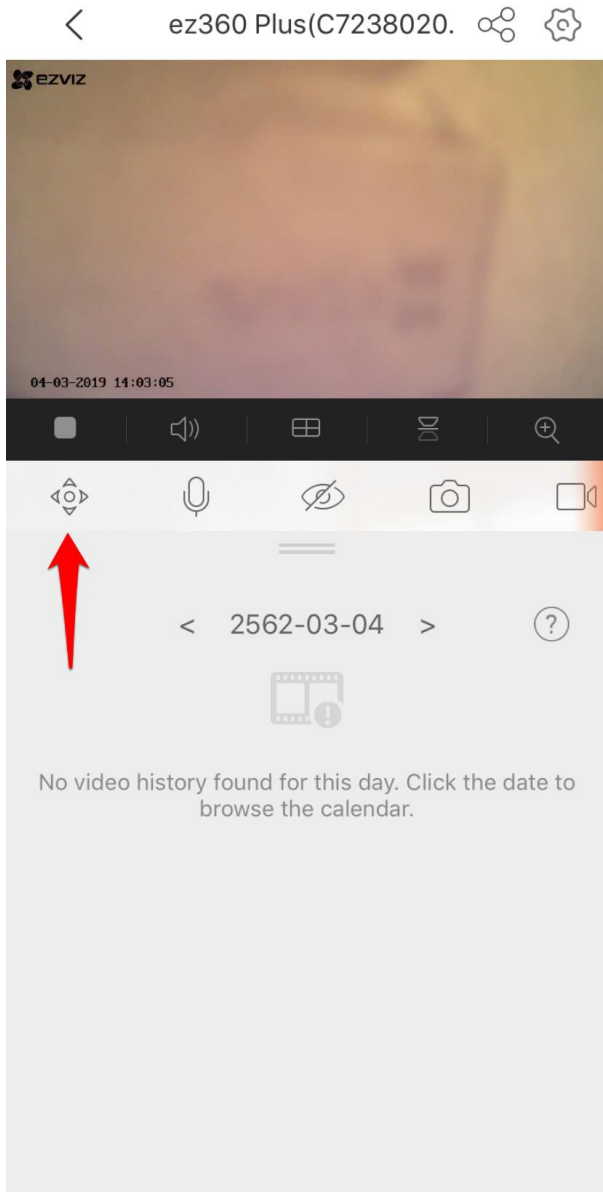 ez360 Plus(C7238020.
ezviz
04-03-2019 14:03:05
< 2562-03-04 >
?
No video history found for this day. Click the date to
browse the calendar.